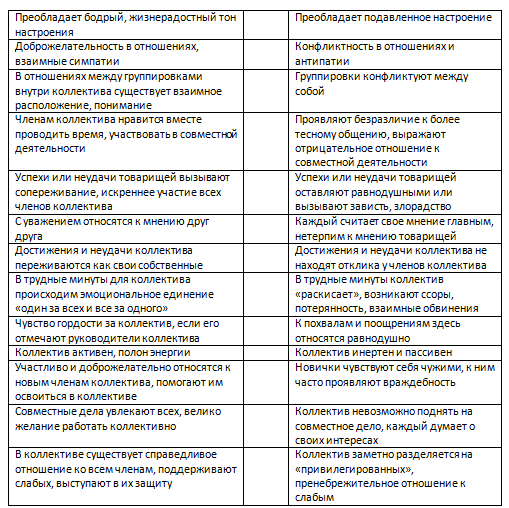 Преобладает бодрый, жизнерадостный тон
настроения
Преобладает подавленное настроение
Доброжелательность в отношениях,
взаимные симпатии
Конфликтность в отношениях и
антипатии
В отношениях между группировками
внутри коллектива существует взаимное
расположение, понимание
Группировки конфликтуют между
собой
Членам коллектива нравится вместе
проводить время, участвовать в совместной
деятельности
Проявляют безразличие к более
тесному общению, выражают
отрицательное отношение к
совместной деятельности
Успехи или неудачи товарищей вызывают
сопереживание, искреннее участие всех
членов коллектива
Успехи или неудачи товарищей
оставляют равнодушными или
вызывают зависть, злорадство
С уважением относятся к мнению друг
друга
Каждый считает свое мнение главным,
нетерпим к мнению товарищей
Достижения и неудачи коллектива
переживаются как свои собственные
Достижения и неудачи коллектива не
находят отклика у членов коллектива
В трудные минуты для коллектива
происходим эмоциональное единение
«один за всех и все за одного»
В трудные минуты коллектив
«раскисает», возникают ссоры,
потерянность, взаимные обвинения
Чувство гордости за коллектив, если его
отмечают руководители коллектива
К похвалам и поощрениям здесь
относятся равнодушно
Коллектив активен, полон энергии
Коллектив инертен и пассивен
Участливо и доброжелательно относятся к
новым членам коллектива, помогают им
освоиться в коллективе
Новички чувствуют себя чужими, к ним
часто проявляют враждебность
Совместные дела увлекают всех, велико
желание работать коллективно
Коллектив невозможно поднять на
совместное дело, каждый думает о
своих интересах
В коллективе существует справедливое
отношение ко всем членам, поддерживают
слабых, выступают в их защиту
Коллектив заметно разделяется на
«привилегированных»,
пренебрежительное отношение к
слабым